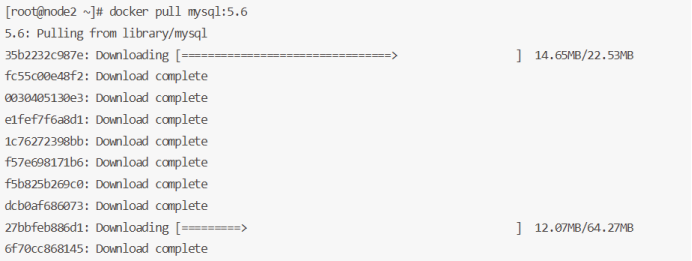 [root@node2 ~]# docker pull mysql:5.6
5.6: Pulling from library/mysql
35b2232c987e: Downloading [================================>                  ]  14.65MB/22.53MB
fc55c00e48f2: Download complete
0030405130e3: Download complete
e1fef7f6a8d1: Download complete
1c76272398bb: Download complete
f57e698171b6: Download complete
f5b825b269c0: Download complete
dcb0af686073: Download complete
27bbfeb886d1: Downloading [=========>                                         ]  12.07MB/64.27MB
6f70cc868145: Download complete